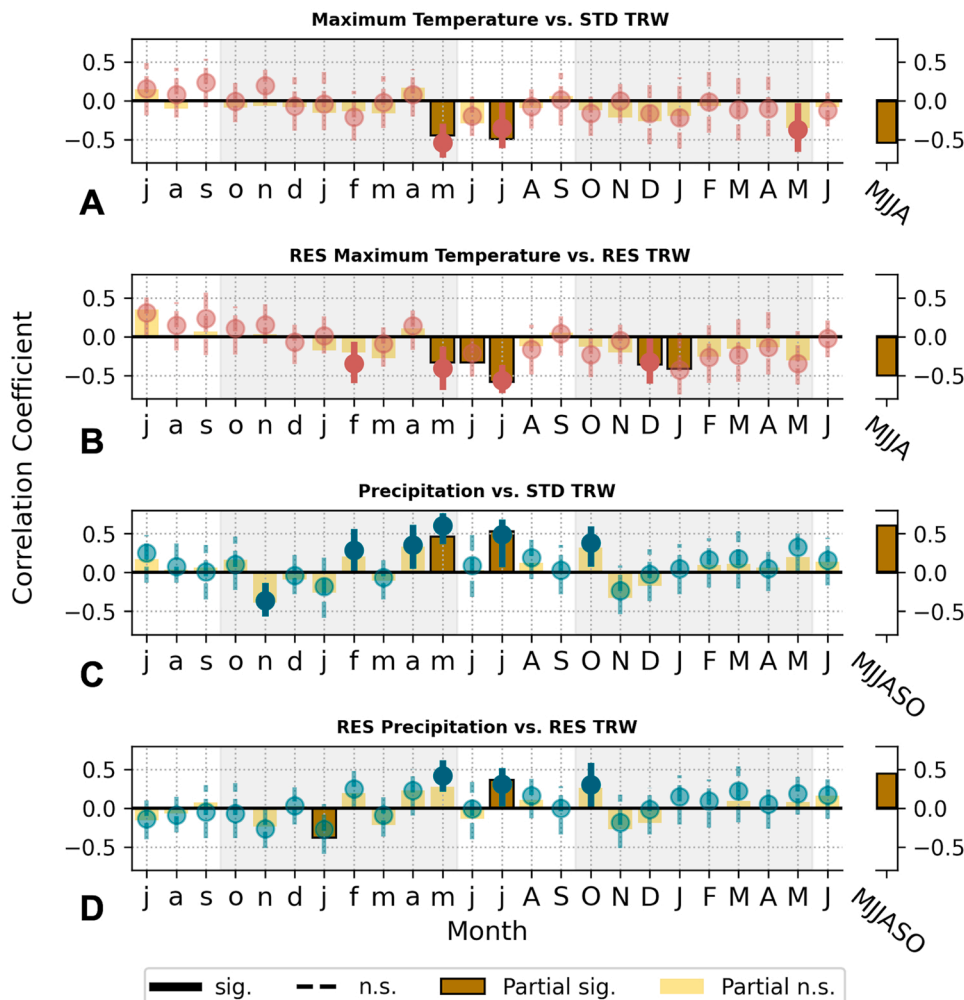 Maximum Temperature vs. STD TRW
0.5
0.0
−0.5
0.5
0.0
−0.5
j a s o n d j f m a m j j A S O N D J F M A M J
MJJA
A
RES Maximum Temperature vs. RES TRW
0.5
0.0
−0.5
0.5
0.0
−0.5
j a s o n d j f m a m j j A S O N D J F M A M J
MJJA
B
Correlation Coefficient
Precipitation vs. STD TRW
0.5
0.0
−0.5
0.5
0.0
−0.5
j a s o n d j f m a m j j A S O N D J F M A M J
MJJASO
C
RES Precipitation vs. RES TRW
0.5
0.0
−0.5
0.5
0.0
−0.5
j a s o n d j f m a m j j A S O N D J F M A M J
MJJASO
D
Month
sig. n.s. Partial sig. Partial n.s.